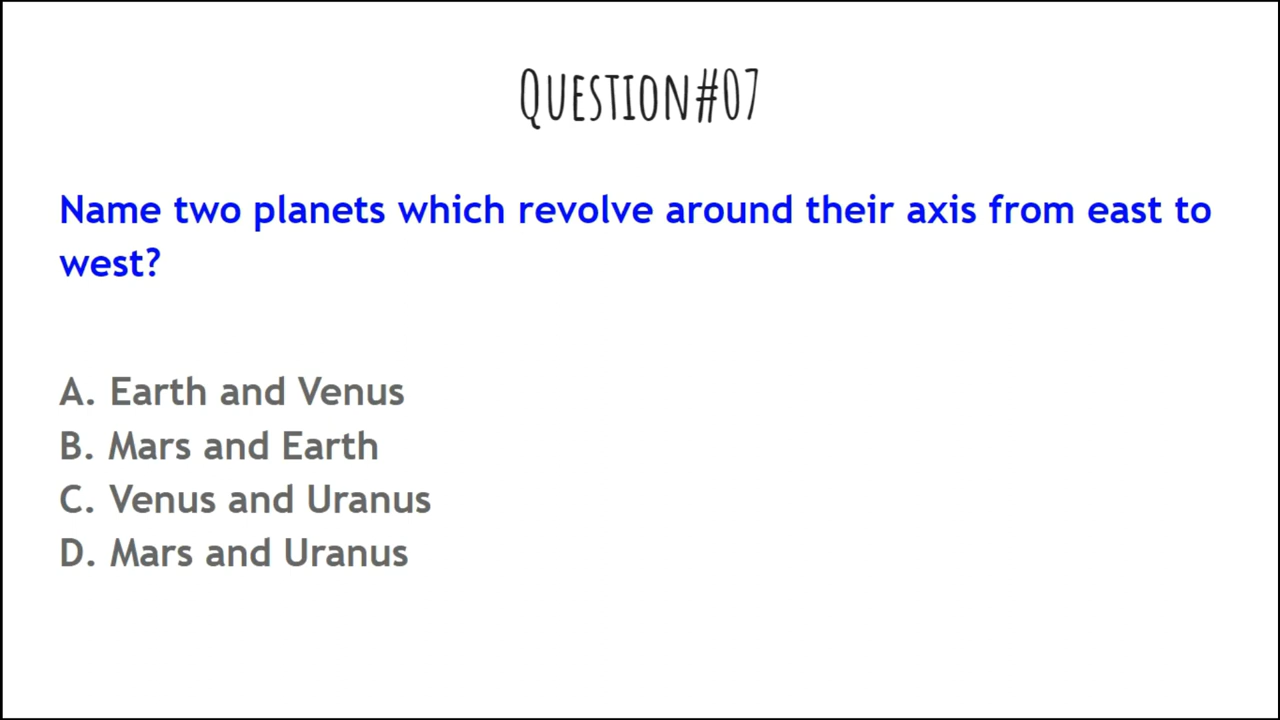 Question#07
Name two planets which revolve around their axis from east to
west?
A. Earth and Venus
B. Mars and Earth
C. Venus and Uranus
D. Mars and Uranus